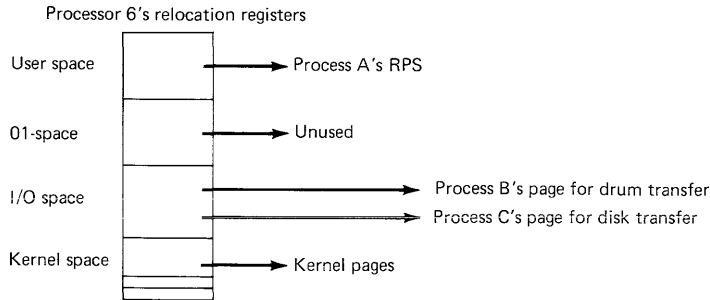 Processor 6's relocation registers
User space
Process A's RPS
01-space
Unused
I/O space
Process B's page for drum transfer
Process C's page for disk transfer
Kernel space
Kernel pages